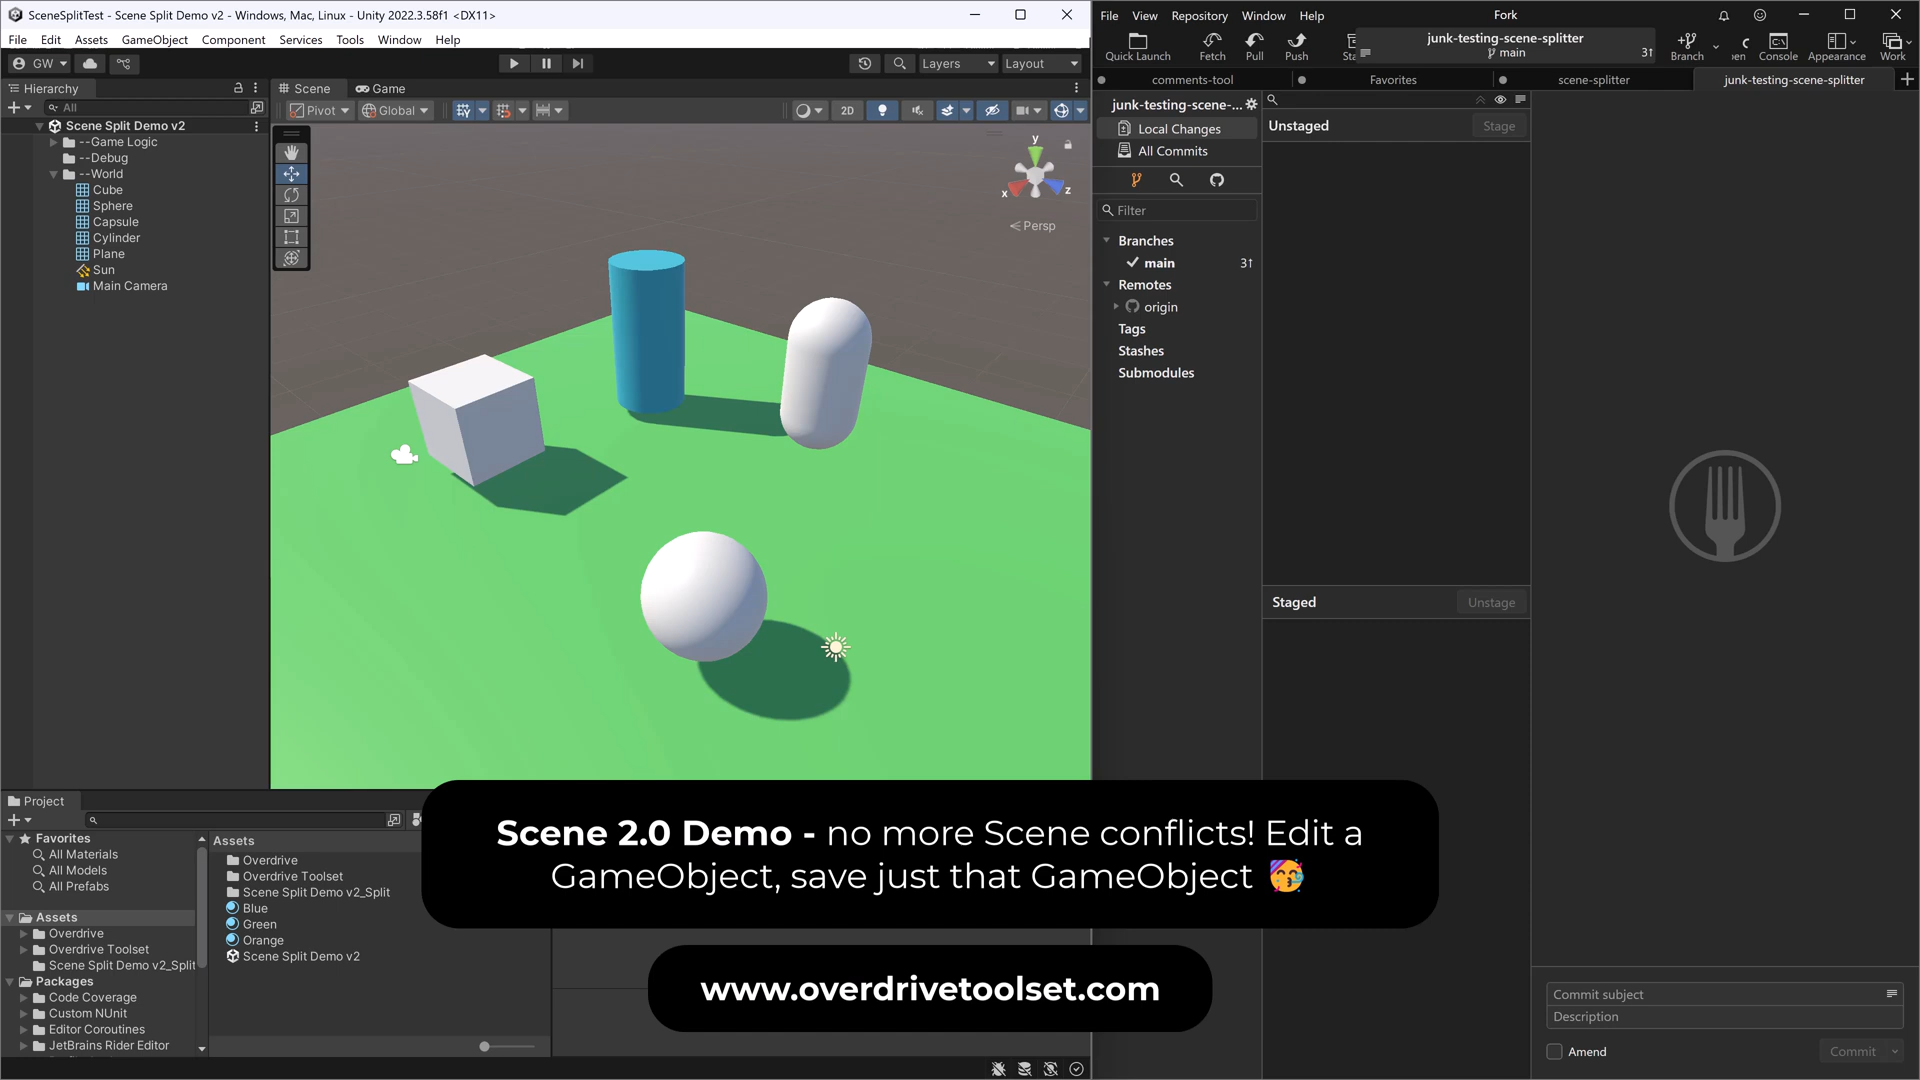 SceneSplitTest - Scene Split Demo v2 - Windows, Mac, Linux - Unity 2022.3.58f1 <DX11>
File Edit Assets GameObject Component Services Tools Window Help
GW
Layers
Layout
Hierarchy
All
Scene Split Demo v2
--Game Logic
--Debug
--World
Cube
Sphere
Capsule
Cylinder
Plane
Sun
Main Camera
Scene
Game
Pivot
Global
2D
y
x
z
Persp
Project
Favorites
All Materials
All Models
All Prefabs
Assets
Overdrive
Overdrive Toolset
Scene Split Demo v2_Split
Packages
Code Coverage
Custom NUnit
Editor Coroutines
JetBrains Rider Editor
Assets
Overdrive
Overdrive Toolset
Scene Split Demo v2_Split
Blue
Green
Orange
Scene Split Demo v2
File View Repository Window Help
Fork
Quick Launch
Fetch
Pull
Push
Sta
junk-testing-scene-splitter
main
3↑
Branch
Console
Appearance
Work
comments-tool
Favorites
scene-splitter
junk-testing-scene-splitter
junk-testing-scene-...
Local Changes
All Commits
Filter
Branches
main 3↑
Remotes
origin
Tags
Stashes
Submodules
Unstaged
Stage
Staged
Unstage
Commit subject
Description
Amend
Commit
Scene 2.0 Demo - no more Scene conflicts! Edit a
GameObject, save just that GameObject 🥳
www.overdrivetoolset.com